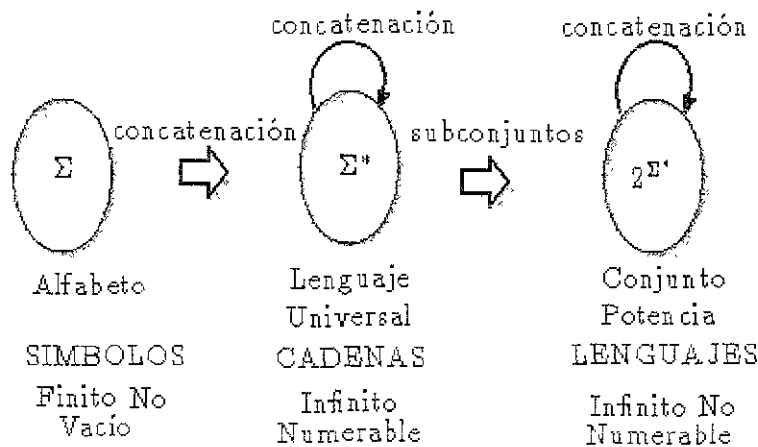 concatenación
concatenación
concatenación
subconjuntos
Σ
Σ*
2^Σ*
Alfabeto
Lenguaje
Universal
Conjunto
Potencia
SIMBOLOS
CADENAS
LENGUAJES
Finito No
Vacío
Infinito
Numerable
Infinito No
Numerable